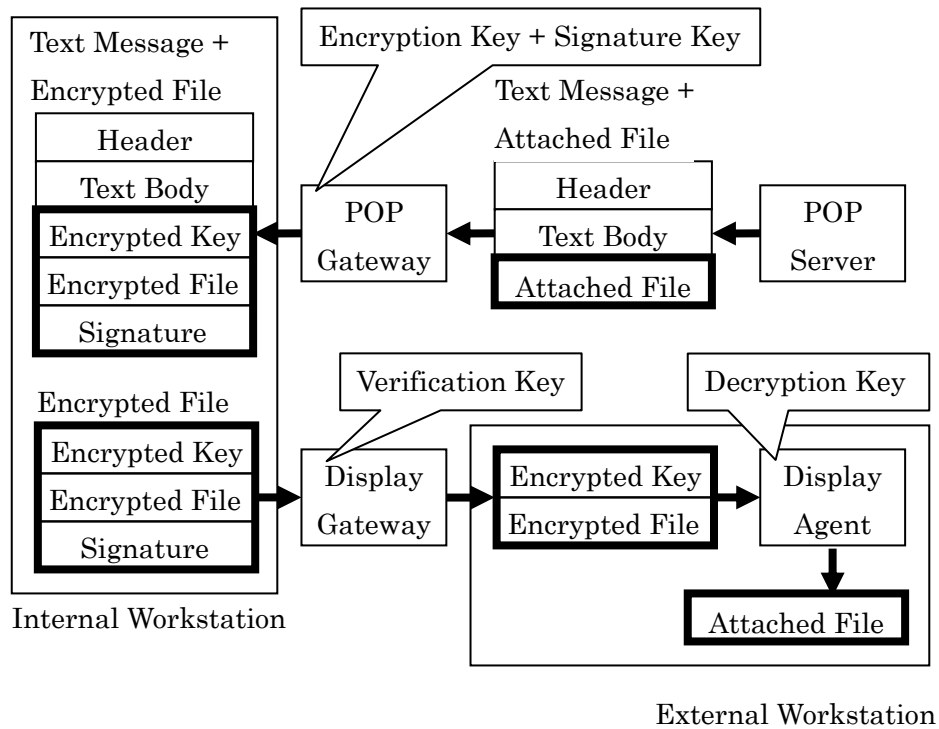 Text Message +
Encrypted File
Header
Text Body
Encrypted Key
Encrypted File
Signature
Encryption Key + Signature Key
POP
Gateway
Text Message +
Attached File
Header
Text Body
Attached File
POP
Server
Encrypted File
Encrypted Key
Encrypted File
Signature
Internal Workstation
Verification Key
Display
Gateway
Encrypted Key
Encrypted File
Decryption Key
Display
Agent
Attached File
External Workstation